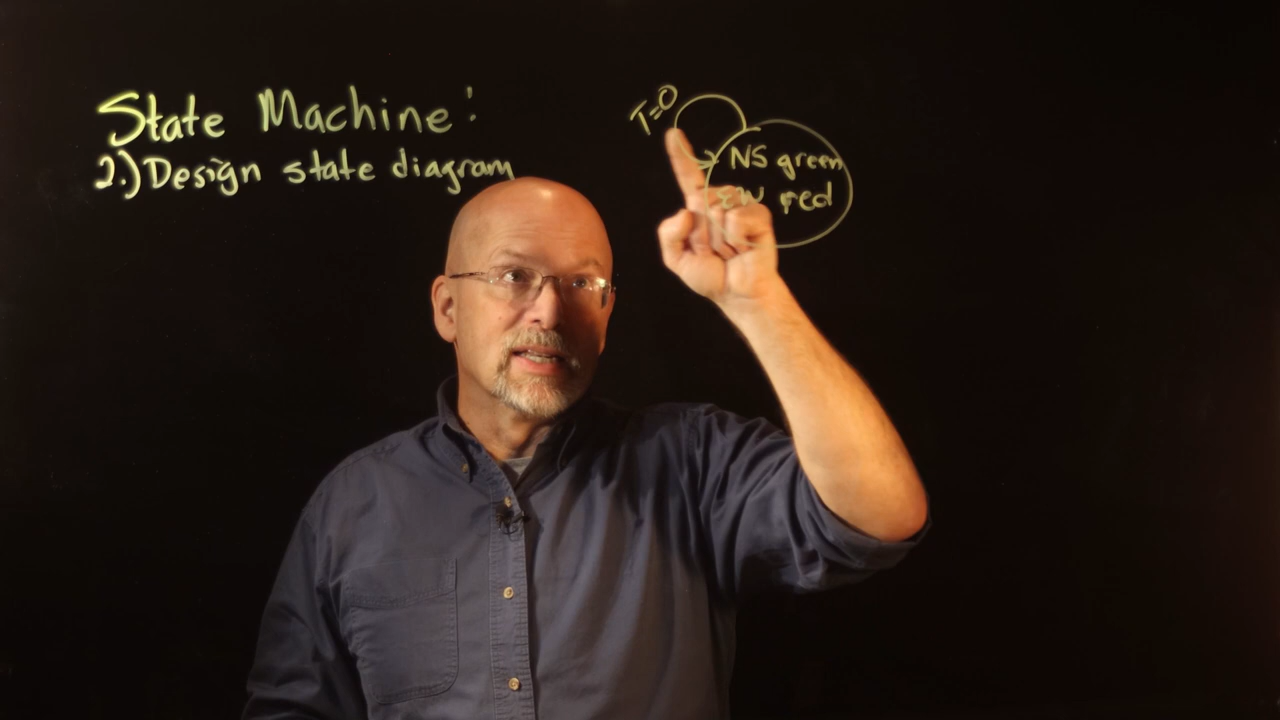 State Machine:
2.) Design state diagram
T=0
NS green
EW red